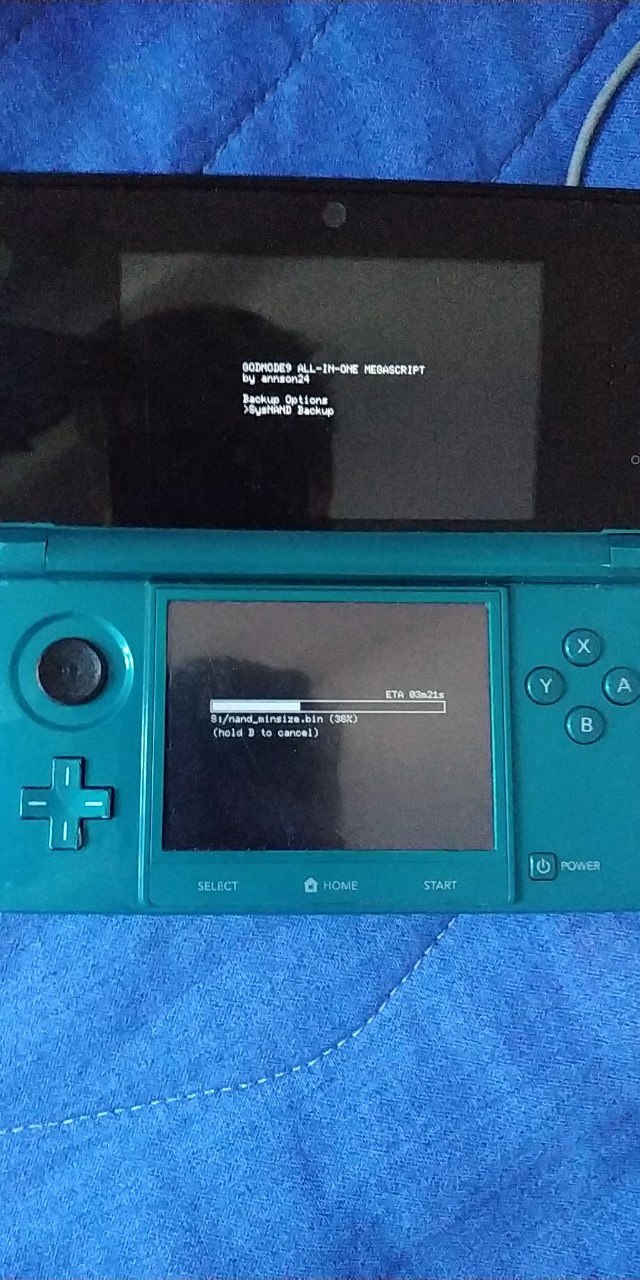 GODMODE9 ALL-IN-ONE MEGASCRIPT
by annson24
Backup Options
>SysNAND Backup
ETA 03m21s
S:/nand_minsize.bin (38%)
(hold B to cancel)
X
Y
A
B
POWER
SELECT
HOME
START